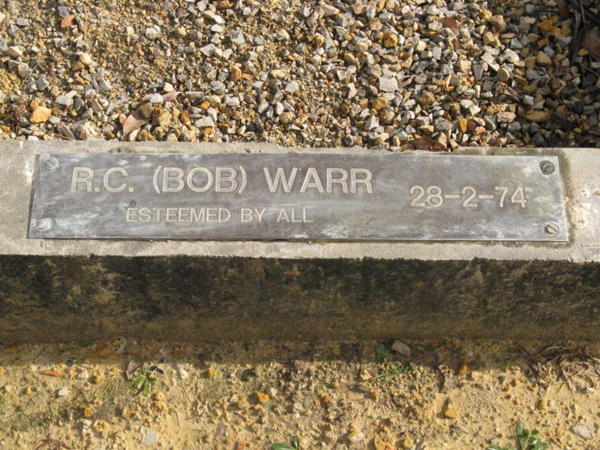 R.C. (BOB) WARR 28-2-74
ESTEEMED BY ALL